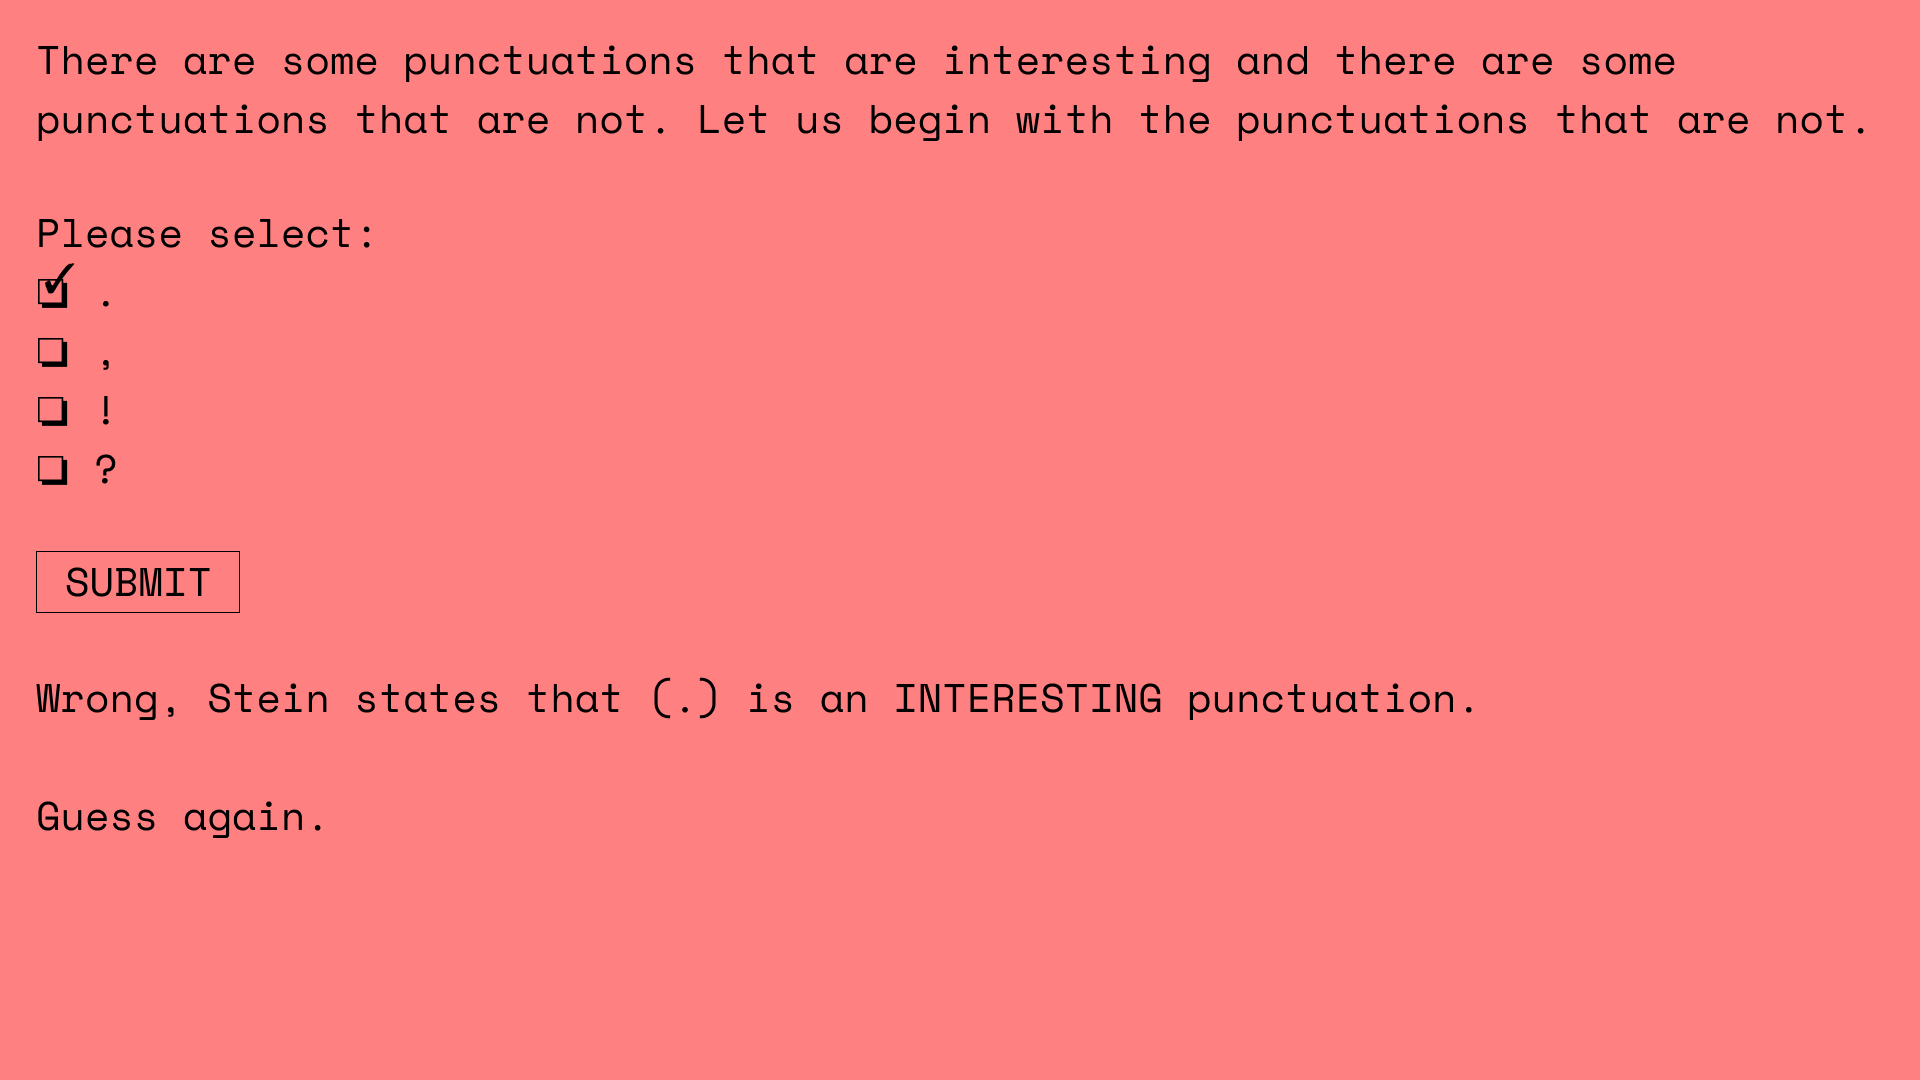 There are some punctuations that are interesting and there are some
punctuations that are not. Let us begin with the punctuations that are not.
Please select:
✓❏ .
❏ ,
❏ !
❏ ?
SUBMIT
Wrong, Stein states that (.) is an INTERESTING punctuation.
Guess again.